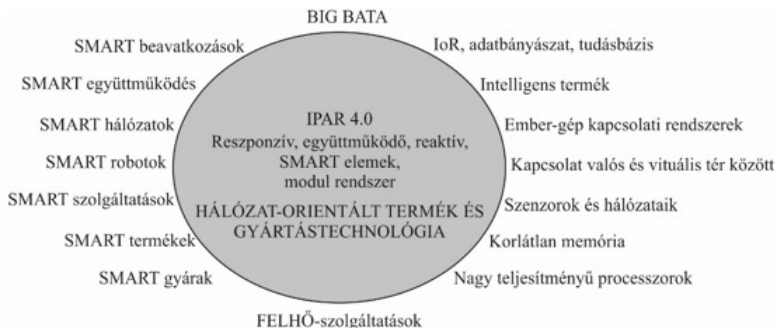 BIG BATA
SMART beavatkozások
IoR, adatbányászat, tudásbázis
SMART együttműködés
Intelligens termék
SMART hálózatok
Ember-gép kapcsolati rendszerek
SMART robotok
Kapcsolat valós és vituális tér között
SMART szolgáltatások
Szenzorok és hálózataik
SMART termékek
Korlátlan memória
SMART gyárak
Nagy teljesítményű processzorok
IPAR 4.0
Reszponzív, együttműködő, reaktív,
SMART elemek,
modul rendszer
HÁLÓZAT-ORIENTÁLT TERMÉK ÉS
GYÁRTÁSTECHNOLÓGIA
FELHŐ-szolgáltatások